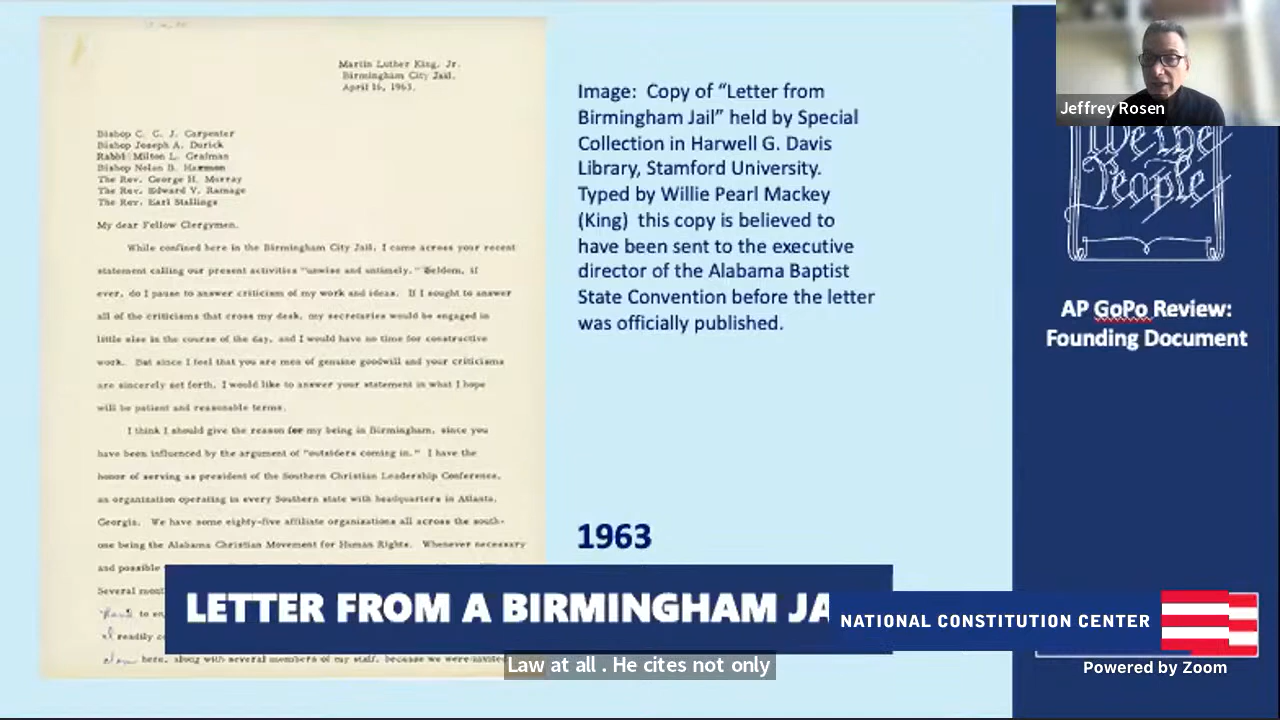 Martin Luther King, Jr.
Birmingham City Jail.
April 16, 1963.
Bishop C. C. J. Carpenter
Bishop Joseph A. Durick
Rabbi Milton L. Grafman
Bishop Nolan B. Harmon
The Rev. George H. Murray
The Rev. Edward V. Ramage
The Rev. Earl Stallings
My dear Fellow Clergymen,
While confined here in the Birmingham City Jail, I came across your recent
statement calling our present activities "unwise and untimely." Seldom, if
ever, do I pause to answer criticism of my work and ideas. If I sought to answer
all of the criticisms that cross my desk, my secretaries would be engaged in
little else in the course of the day, and I would have no time for constructive
work. But since I feel that you are men of genuine goodwill and your criticisms
are sincerely set forth, I would like to answer your statement in what I hope
will be patient and reasonable terms.
I think I should give the reason for my being in Birmingham, since you
have been influenced by the argument of "outsiders coming in." I have the
honor of serving as president of the Southern Christian Leadership Conference,
an organization operating in every Southern state with headquarters in Atlanta,
Georgia. We have some eighty-five affiliate organizations all across the south-
one being the Alabama Christian Movement for Human Rights. Whenever necessary
and possible
Several
to
readily
here, along with several members of my staff, because we were
Image: Copy of “Letter from
Birmingham Jail” held by Special
Collection in Harwell G. Davis
Library, Stamford University.
Typed by Willie Pearl Mackey
(King) this copy is believed to
have been sent to the executive
director of the Alabama Baptist
State Convention before the letter
was officially published.
1963
LETTER FROM A BIRMINGHAM JA
Law at all . He cites not only
Jeffrey Rosen
We the
People
AP GoPo Review:
Founding Document
NATIONAL CONSTITUTION CENTER
Powered by Zoom